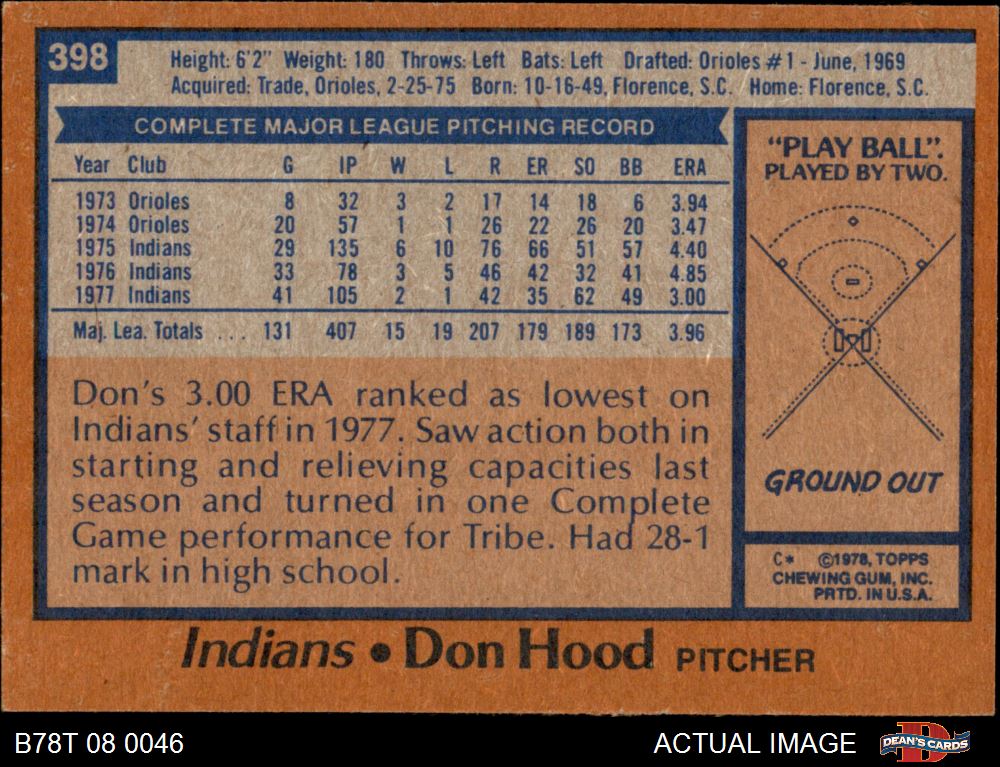 398
Height: 6'2" Weight: 180 Throws: Left Bats: Left Drafted: Orioles #1 - June, 1969
Acquired: Trade, Orioles, 2-25-75 Born: 10-16-49, Florence, S.C. Home: Florence, S.C.
COMPLETE MAJOR LEAGUE PITCHING RECORD
Year Club G IP W L R ER SO BB ERA
1973 Orioles 8 32 3 2 17 14 18 6 3.94
1974 Orioles 20 57 1 1 26 22 26 20 3.47
1975 Indians 29 135 6 10 76 66 51 57 4.40
1976 Indians 33 78 3 5 46 42 32 41 4.85
1977 Indians 41 105 2 1 42 35 62 49 3.00
Maj. Lea. Totals ... 131 407 15 19 207 179 189 173 3.96
Don's 3.00 ERA ranked as lowest on
Indians' staff in 1977. Saw action both in
starting and relieving capacities last
season and turned in one Complete
Game performance for Tribe. Had 28-1
mark in high school.
"PLAY BALL".
PLAYED BY TWO.
GROUND OUT
C* ©1978, TOPPS
CHEWING GUM, INC.
PRTD. IN U.S.A.
Indians • Don Hood PITCHER
B78T 08 0046
ACTUAL IMAGE
D
DEAN'S CARDS